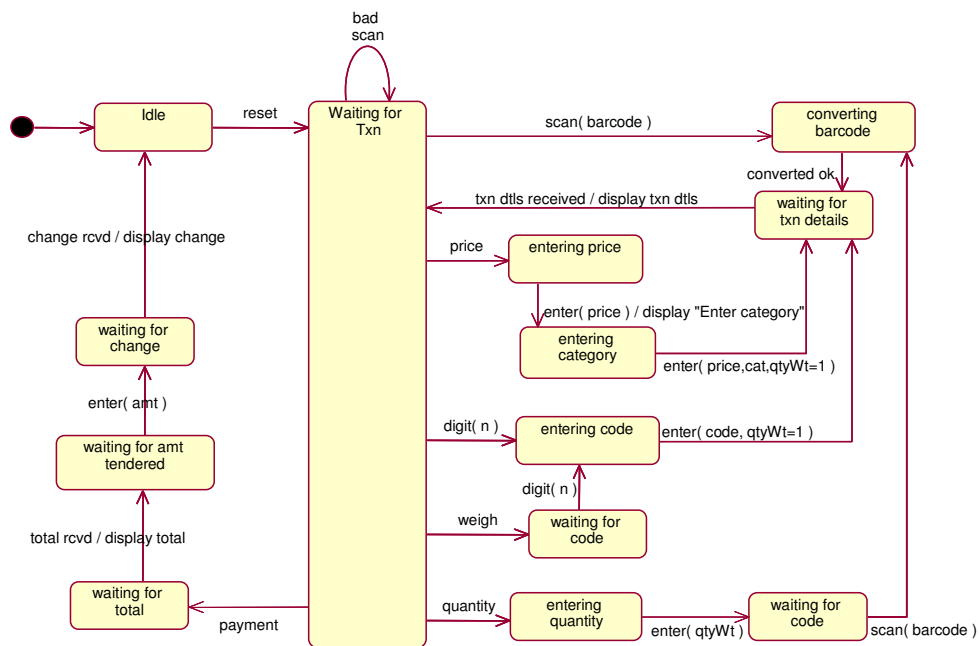 bad
scan
Idle
reset
Waiting for
Txn
scan( barcode )
converting
barcode
converted ok
txn dtls received / display txn dtls
waiting for
txn details
change rcvd / display change
price
entering price
enter( price ) / display "Enter category"
waiting for
change
entering
category
enter( price,cat,qtyWt=1 )
enter( amt )
digit( n )
entering code
enter( code, qtyWt=1 )
waiting for amt
tendered
digit( n )
total rcvd / display total
weigh
waiting for
code
waiting for
total
payment
quantity
entering
quantity
enter( qtyWt )
waiting for
code
scan( barcode )